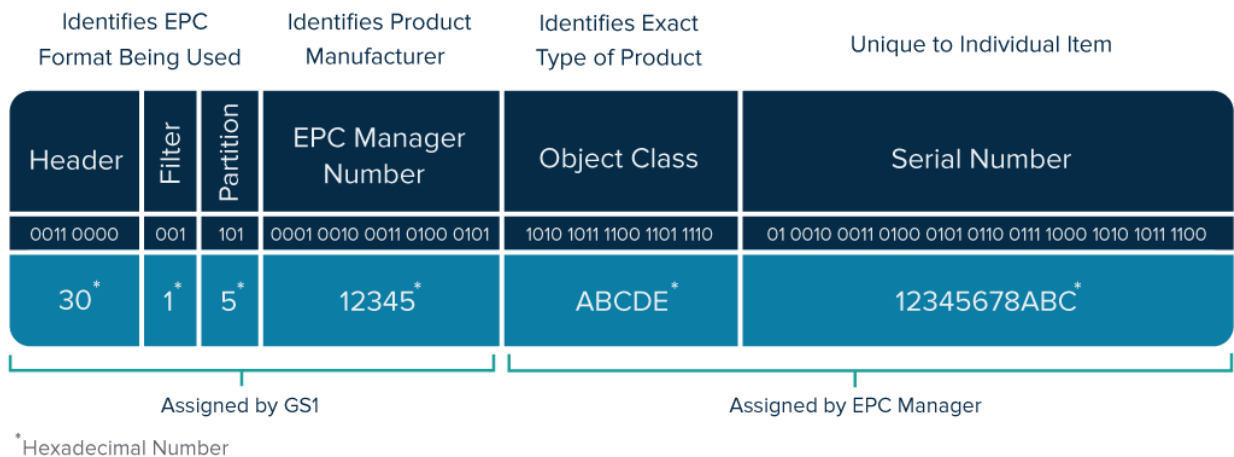 Identifies EPC
Format Being Used
Identifies Product
Manufacturer
Identifies Exact
Type of Product
Unique to Individual Item
Header
Filter
Partition
EPC Manager
Number
Object Class
Serial Number
0011 0000
001
101
0001 0010 0011 0100 0101
1010 1011 1100 1101 1110
01 0010 0011 0100 0101 0110 0111 1000 1010 1011 1100
30*
1*
5*
12345*
ABCDE*
12345678ABC*
Assigned by GS1
Assigned by EPC Manager
*Hexadecimal Number